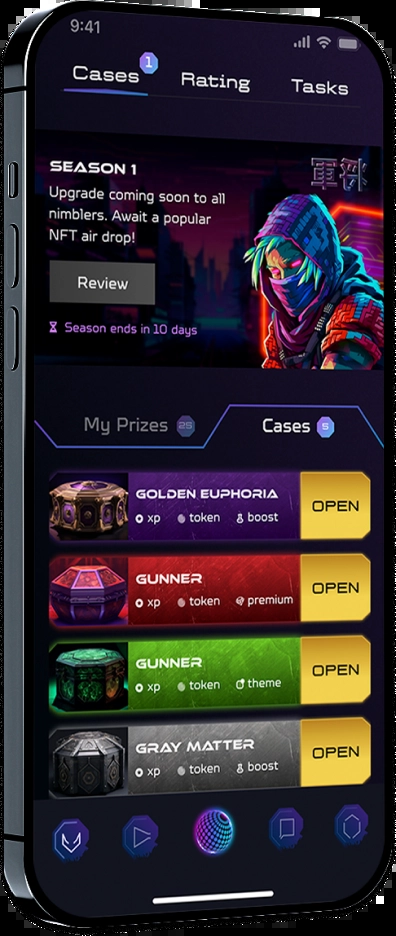 9:41
Cases 1 Rating Tasks
SEASON 1
Upgrade coming soon to all
nimblers. Await a popular
NFT air drop!
Review
Season ends in 10 days
My Prizes 25 Cases 5
GOLDEN EUPHORIA
xp token boost
OPEN
GUNNER
xp token premium
OPEN
GUNNER
xp token theme
OPEN
GRAY MATTER
xp token boost
OPEN